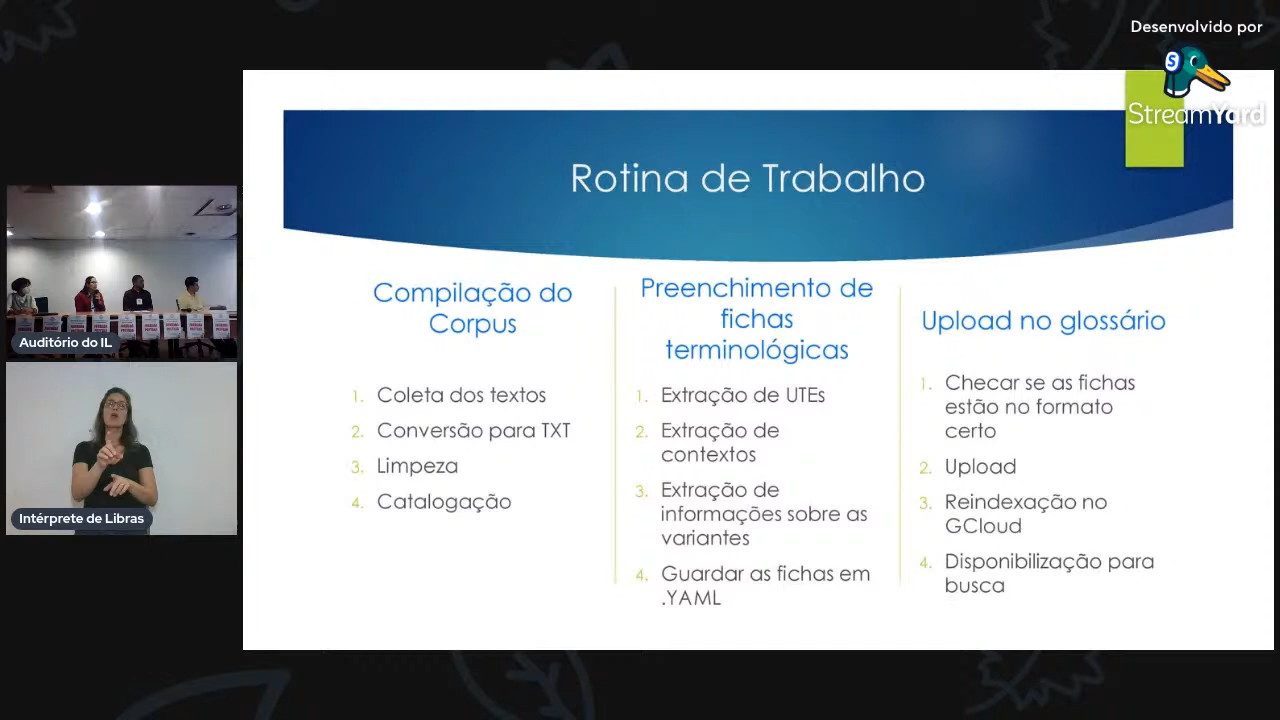 Desenvolvido por
StreamYard
Rotina de Trabalho
Compilação do
Corpus
1. Coleta dos textos
2. Conversão para TXT
3. Limpeza
4. Catalogação
Preenchimento de
fichas
terminológicas
1. Extração de UTEs
2. Extração de
contextos
3. Extração de
informações sobre as
variantes
4. Guardar as fichas em
.YAML
Upload no glossário
1. Checar se as fichas
estão no formato
certo
2. Upload
3. Reindexação no
GCloud
4. Disponibilização para
busca
Auditório do IL
Intérprete de Libras